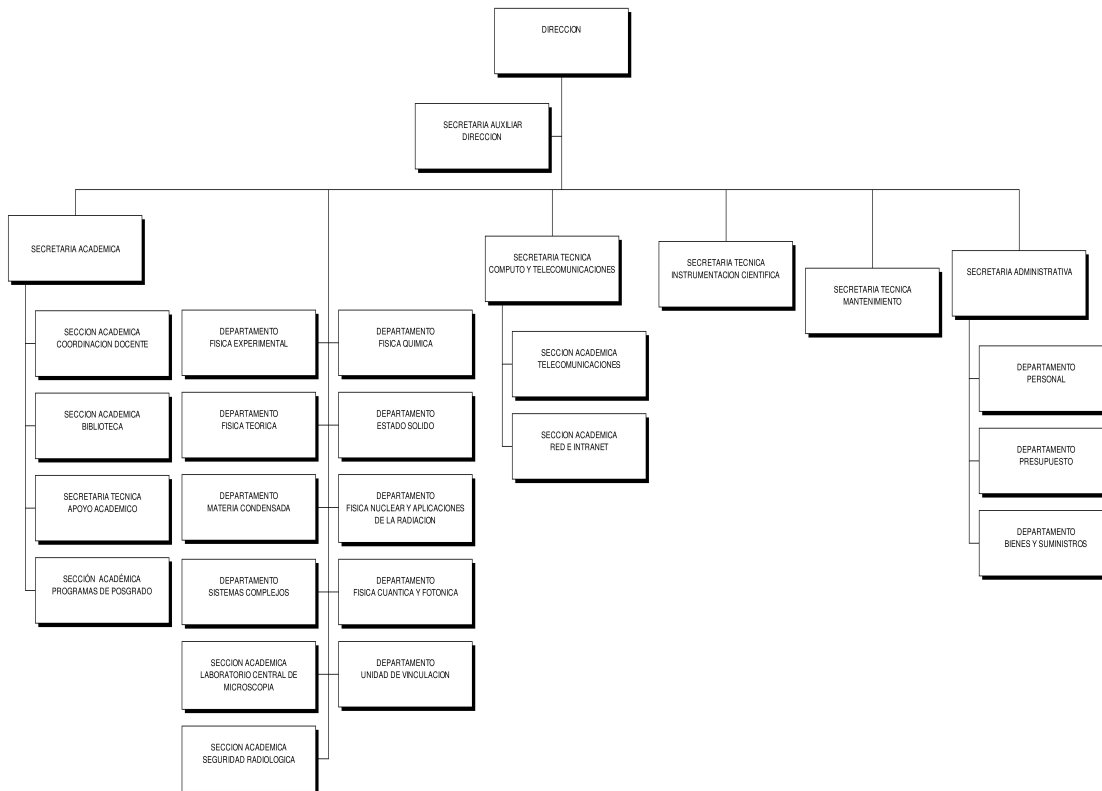 DIRECCION
SECRETARIA AUXILIAR
DIRECCION
SECRETARIA ACADEMICA
SECCION ACADEMICA
COORDINACION DOCENTE
SECCION ACADEMICA
BIBLIOTECA
SECRETARIA TECNICA
APOYO ACADEMICO
SECCIÓN ACADÉMICA
PROGRAMAS DE POSGRADO
DEPARTAMENTO
FISICA EXPERIMENTAL
DEPARTAMENTO
FISICA QUIMICA
DEPARTAMENTO
FISICA TEORICA
DEPARTAMENTO
ESTADO SOLIDO
DEPARTAMENTO
MATERIA CONDENSADA
DEPARTAMENTO
FISICA NUCLEAR Y APLICACIONES
DE LA RADIACION
DEPARTAMENTO
SISTEMAS COMPLEJOS
DEPARTAMENTO
FISICA CUANTICA Y FOTONICA
SECCION ACADEMICA
LABORATORIO CENTRAL DE
MICROSCOPIA
DEPARTAMENTO
UNIDAD DE VINCULACION
SECCION ACADEMICA
SEGURIDAD RADIOLOGICA
SECRETARIA TECNICA
COMPUTO Y TELECOMUNICACIONES
SECCION ACADEMICA
TELECOMUNICACIONES
SECCION ACADEMICA
RED E INTRANET
SECRETARIA TECNICA
INSTRUMENTACION CIENTIFICA
SECRETARIA TECNICA
MANTENIMIENTO
SECRETARIA ADMINISTRATIVA
DEPARTAMENTO
PERSONAL
DEPARTAMENTO
PRESUPUESTO
DEPARTAMENTO
BIENES Y SUMINISTROS